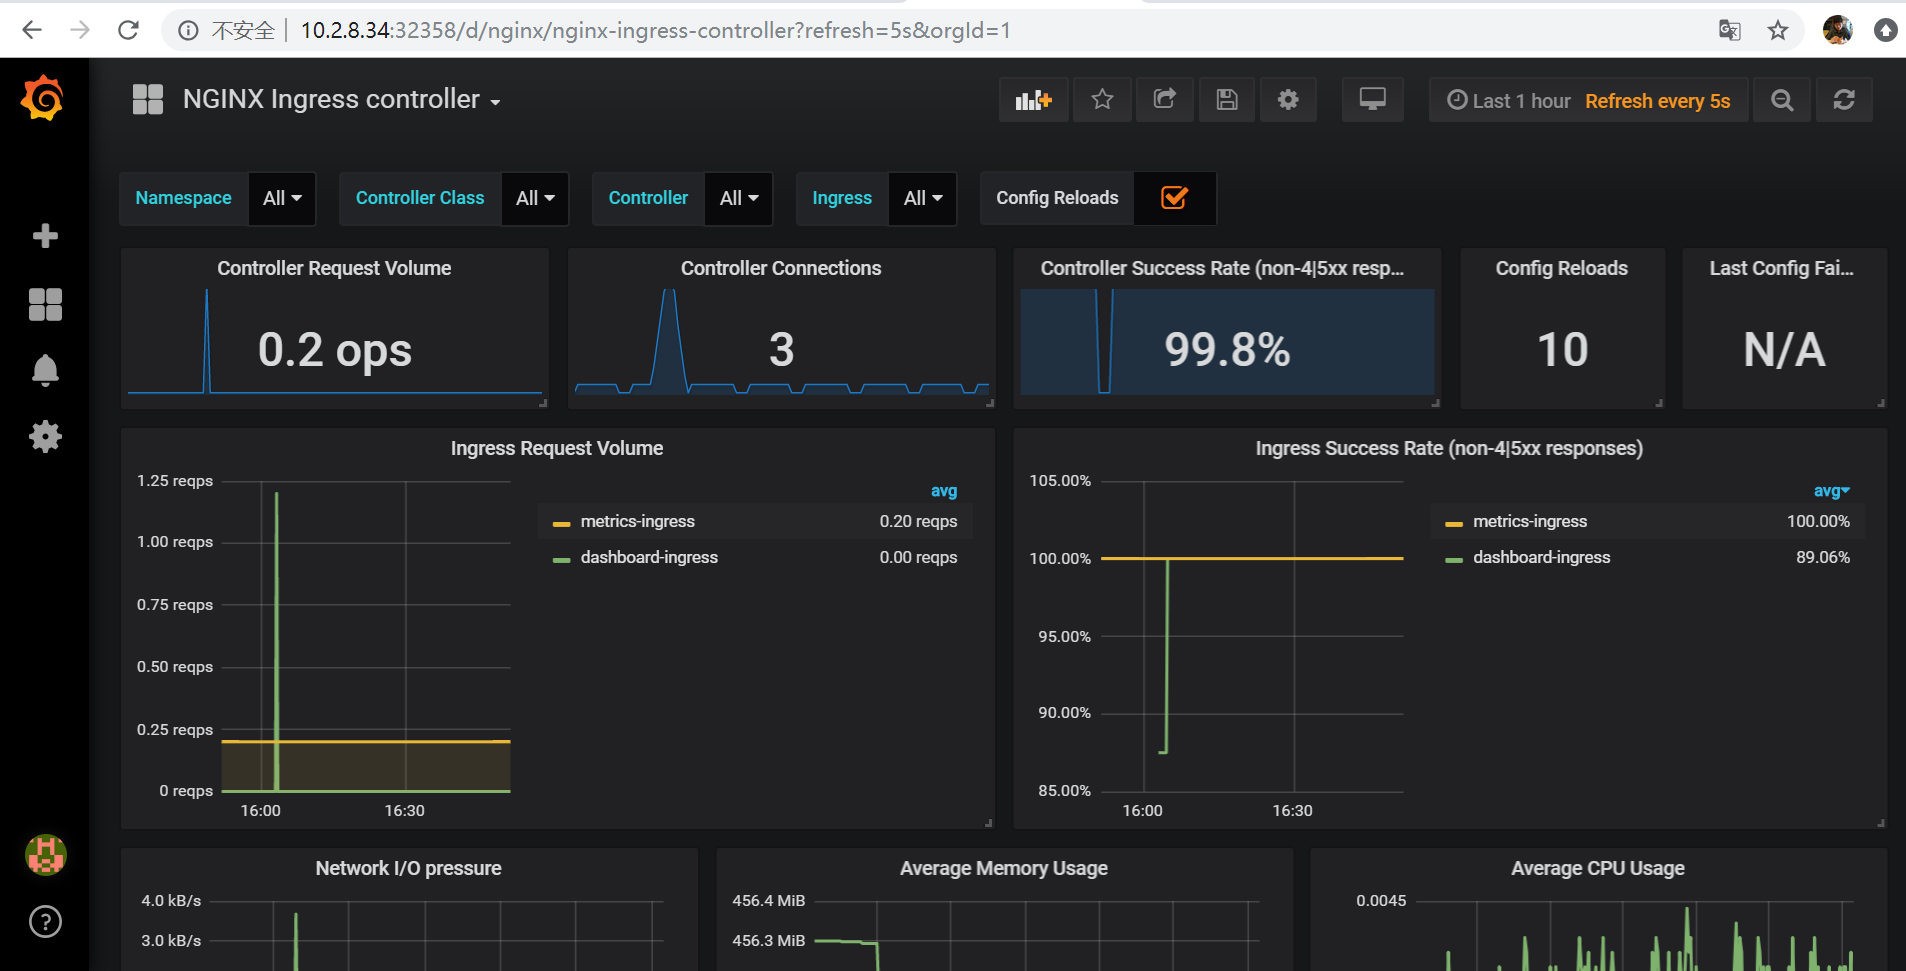 不安全 10.2.8.34:32358/d/nginx/nginx-ingress-controller?refresh=5s&orgId=1
NGINX Ingress controller
Last 1 hour Refresh every 5s
Namespace All Controller Class All Controller All Ingress All Config Reloads
Controller Request Volume
0.2 ops
Controller Connections
3
Controller Success Rate (non-4|5xx resp...
99.8%
Config Reloads
10
Last Config Fai...
N/A
Ingress Request Volume
1.25 reqps
1.00 reqps
0.75 reqps
0.50 reqps
0.25 reqps
0 reqps
16:00 16:30
avg
metrics-ingress 0.20 reqps
dashboard-ingress 0.00 reqps
Ingress Success Rate (non-4|5xx responses)
105.00%
100.00%
95.00%
90.00%
85.00%
16:00 16:30
avg
metrics-ingress 100.00%
dashboard-ingress 89.06%
Network I/O pressure
4.0 kB/s
3.0 kB/s
Average Memory Usage
456.4 MiB
456.3 MiB
Average CPU Usage
0.0045